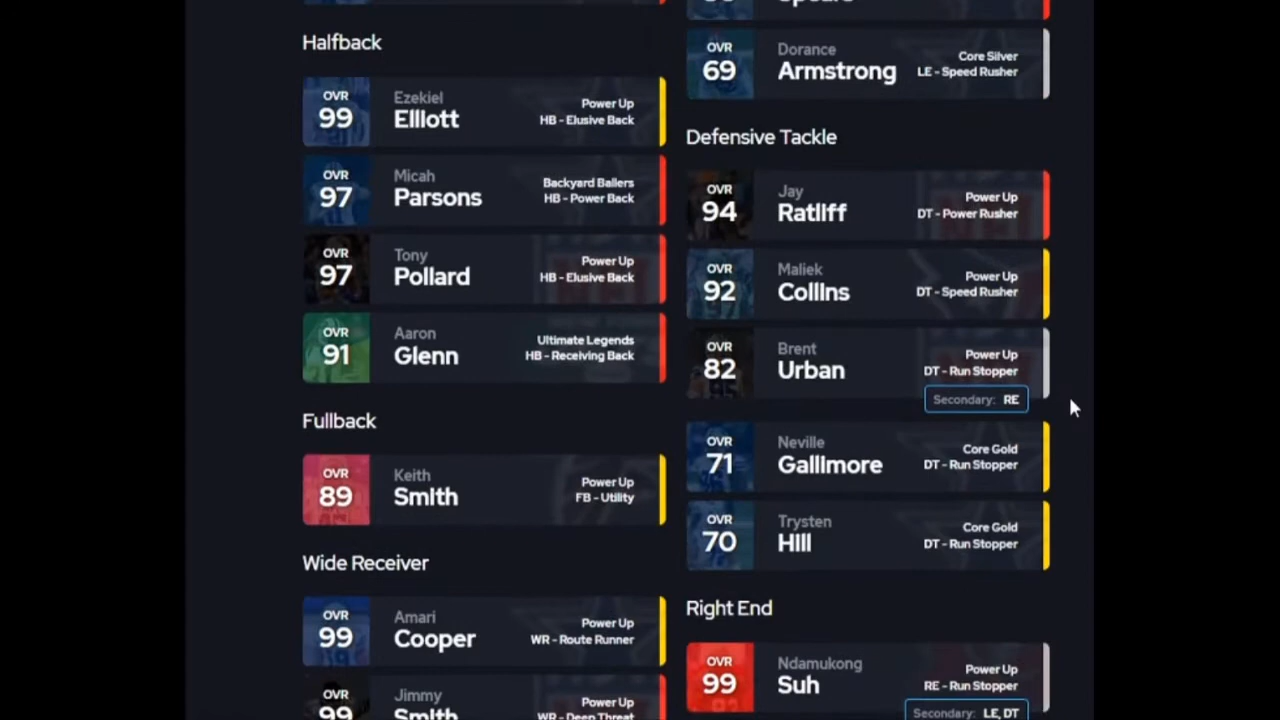 Halfback
OVR
99
Ezekiel
Elliott
Power Up
HB - Elusive Back
OVR
97
Micah
Parsons
Backyard Ballers
HB - Power Back
OVR
97
Tony
Pollard
Power Up
HB - Elusive Back
OVR
91
Aaron
Glenn
Ultimate Legends
HB - Receiving Back
Fullback
OVR
89
Keith
Smith
Power Up
FB - Utility
Wide Receiver
OVR
99
Amari
Cooper
Power Up
WR - Route Runner
OVR
99
Jimmy
Smith
Power Up
WR - Deep Threat
OVR
69
Dorance
Armstrong
Core Silver
LE - Speed Rusher
Defensive Tackle
OVR
94
Jay
Ratliff
Power Up
DT - Power Rusher
OVR
92
Maliek
Collins
Power Up
DT - Speed Rusher
OVR
82
Brent
Urban
Power Up
DT - Run Stopper
Secondary: RE
OVR
71
Neville
Gallimore
Core Gold
DT - Run Stopper
OVR
70
Trysten
Hill
Core Gold
DT - Run Stopper
Right End
OVR
99
Ndamukong
Suh
Power Up
RE - Run Stopper
Secondary: LE, DT